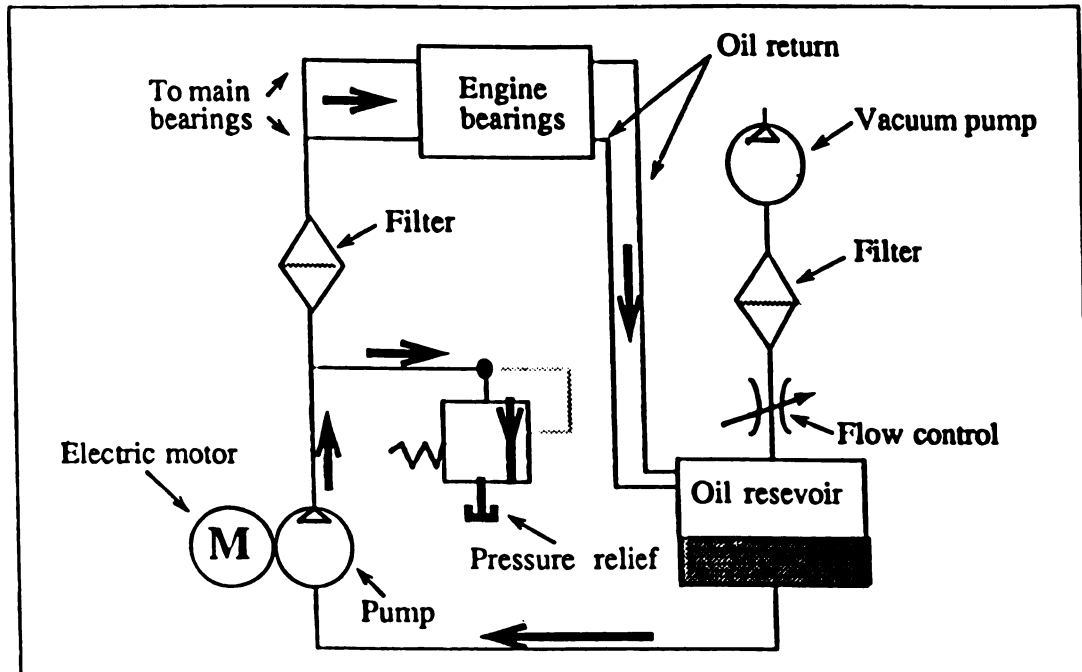 Oil return
To main
bearings
Engine
bearings
Vacuum pump
Filter
Filter
Flow control
Electric motor
Oil resevoir
M
Pressure relief
Pump